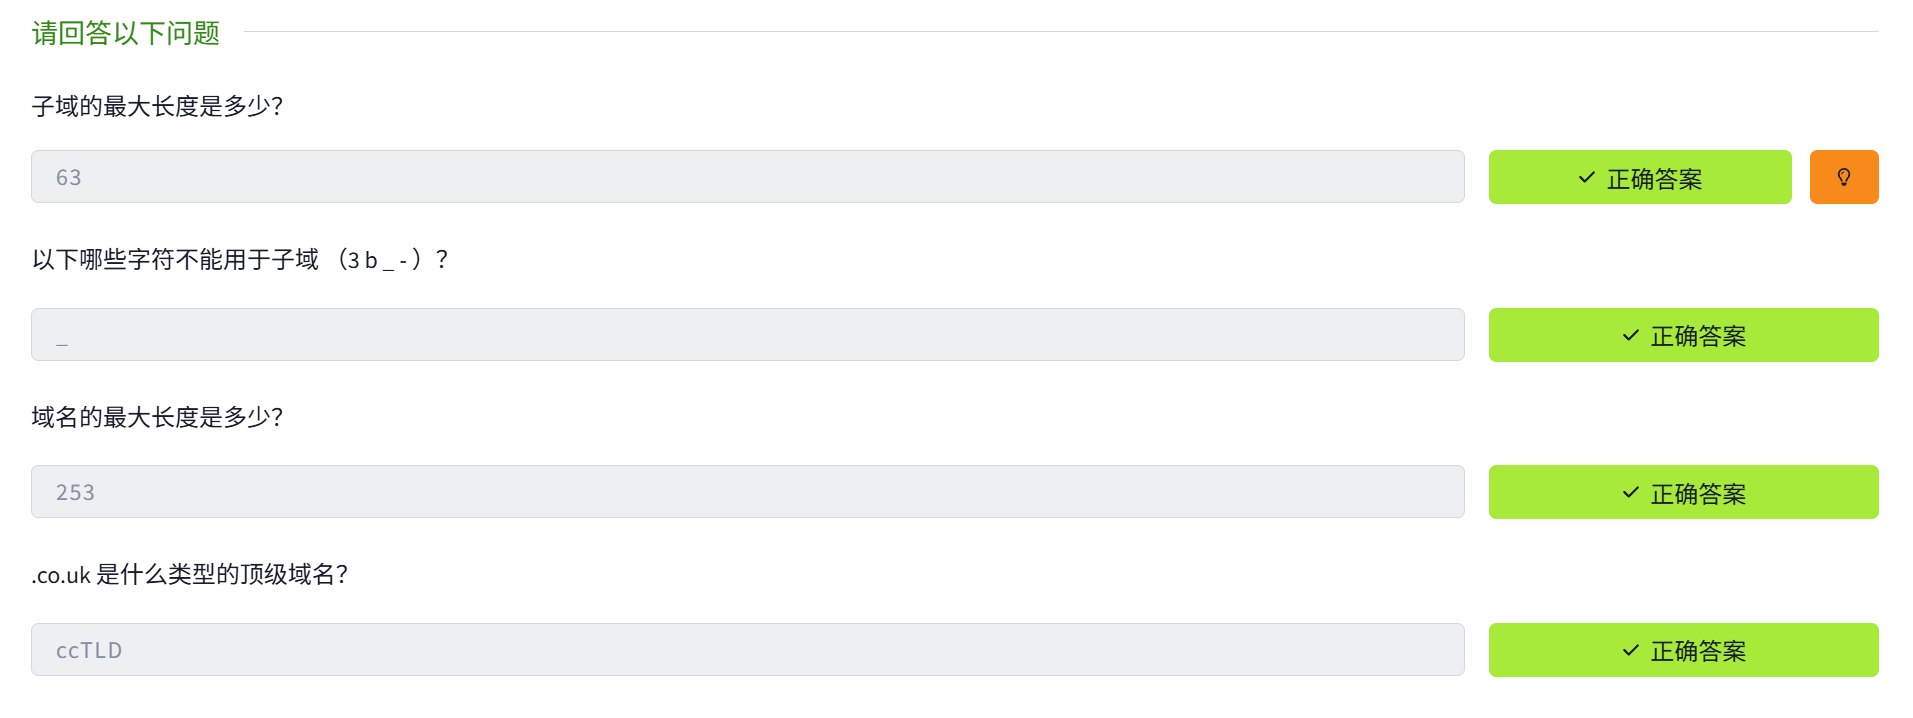 请回答以下问题
子域的最大长度是多少？
63
正确答案
以下哪些字符不能用于子域 （3 b _ - ）？
_
正确答案
域名的最大长度是多少？
253
正确答案
.co.uk 是什么类型的顶级域名？
ccTLD
正确答案